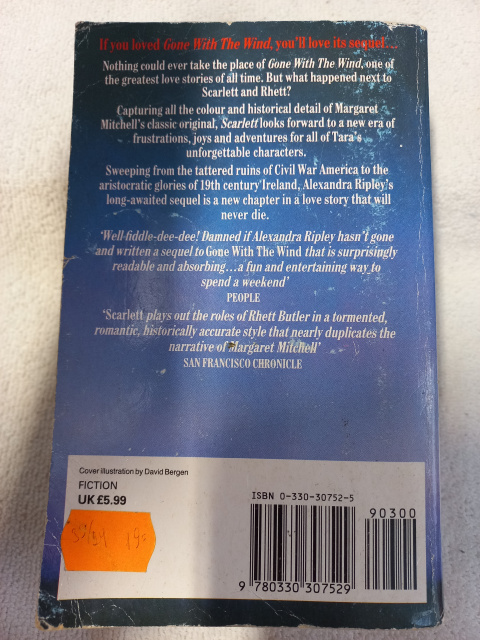 If you loved Gone With The Wind, you'll love its sequel...
Nothing could ever take the place of Gone With The Wind, one of
the greatest love stories of all time. But what happened next to
Scarlett and Rhett?
Capturing all the colour and historical detail of Margaret
Mitchell's classic original, Scarlett looks forward to a new era of
frustrations, joys and adventures for all of Tara's
unforgettable characters.
Sweeping from the tattered ruins of Civil War America to the
aristocratic glories of 19th century Ireland, Alexandra Ripley's
long-awaited sequel is a new chapter in a love story that will
never die.
'Well fiddle-dee-dee! Damned if Alexandra Ripley hasn't gone
and written a sequel to Gone With The Wind that is surprisingly
readable and absorbing...a fun and entertaining way to
spend a weekend'
PEOPLE
'Scarlett plays out the roles of Rhett Butler in a tormented,
romantic, historically accurate style that nearly duplicates the
narrative of Margaret Mitchell'
SAN FRANCISCO CHRONICLE
Cover illustration by David Bergen
FICTION
UK £5.99
ISBN 0-330-30752-5
90300
9 780330 307529